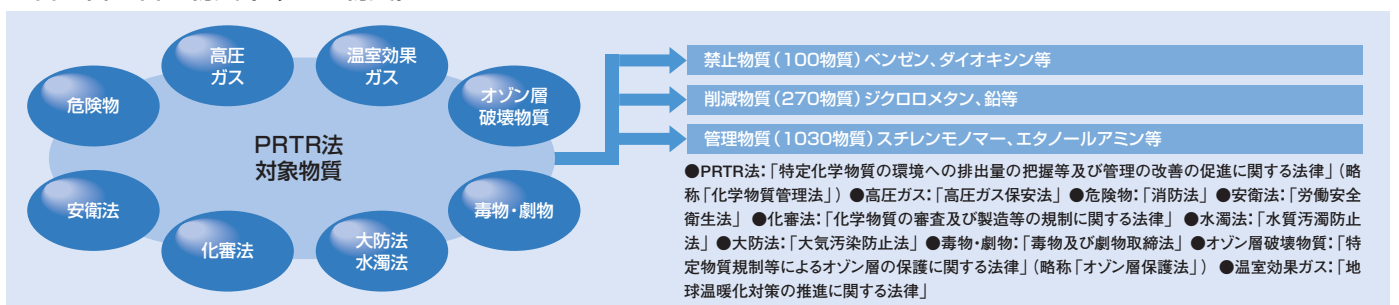 高圧
ガス
温室効果
ガス
危険物
オゾン層
破壊物質
PRTR法
対象物質
安衛法
毒物・劇物
化審法
大防法
水濁法
禁止物質(100物質)ベンゼン、ダイオキシン等
削減物質(270物質)ジクロロメタン、鉛等
管理物質(1030物質)スチレンモノマー、エタノールアミン等
●PRTR法:「特定化学物質の環境への排出量の把握等及び管理の改善の促進に関する法律」(略
称「化学物質管理法」) ●高圧ガス:「高圧ガス保安法」 ●危険物:「消防法」 ●安衛法:「労働安全
衛生法」 ●化審法:「化学物質の審査及び製造等の規制に関する法律」 ●水濁法:「水質汚濁防止
法」 ●大防法:「大気汚染防止法」 ●毒物・劇物:「毒物及び劇物取締法」 ●オゾン層破壊物質:「特
定物質規制等によるオゾン層の保護に関する法律」(略称「オゾン層保護法」) ●温室効果ガス:「地
球温暖化対策の推進に関する法律」